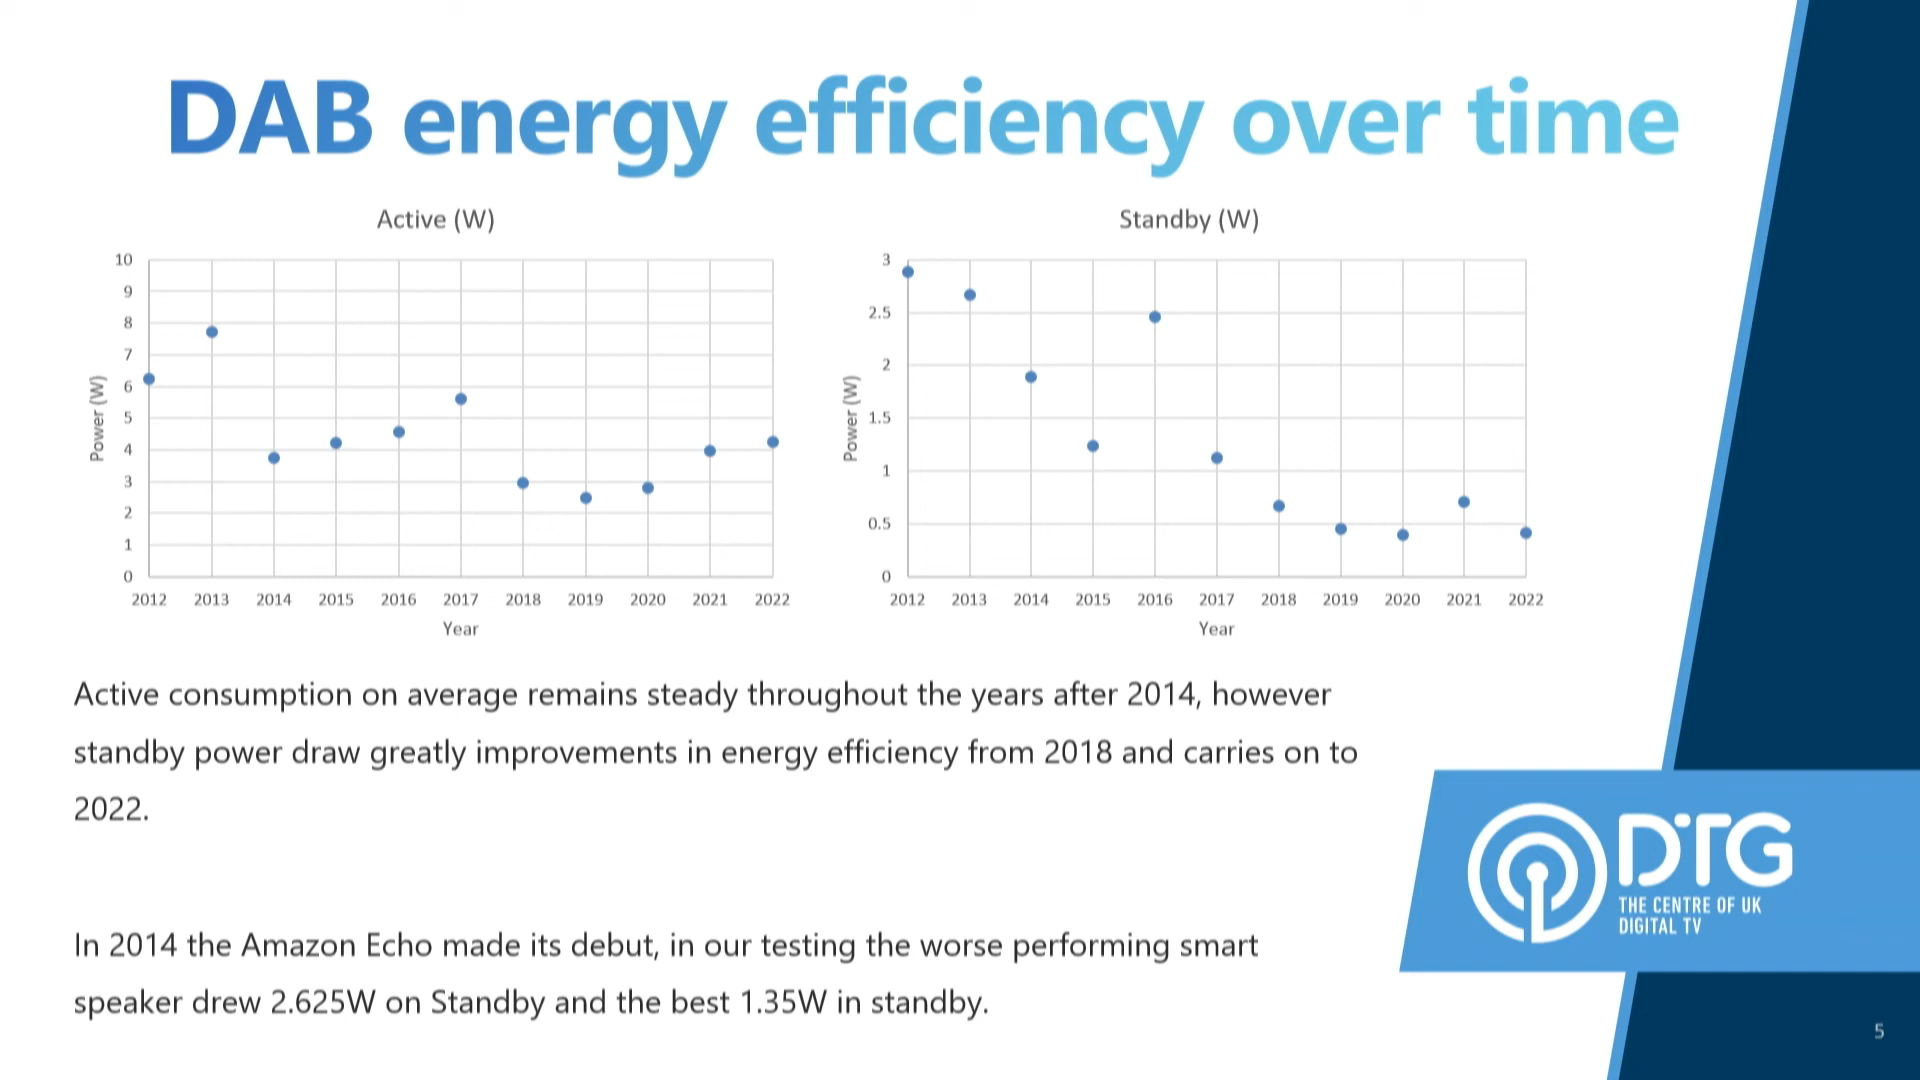 DAB energy efficiency over time
Active (W)
10
9
8
7
6
5
4
3
2
1
0
Power (W)
2012 2013 2014 2015 2016 2017 2018 2019 2020 2021 2022
Year
Standby (W)
3
2.5
2
1.5
1
0.5
0
Power (W)
2012 2013 2014 2015 2016 2017 2018 2019 2020 2021 2022
Year
Active consumption on average remains steady throughout the years after 2014, however
standby power draw greatly improvements in energy efficiency from 2018 and carries on to
2022.
In 2014 the Amazon Echo made its debut, in our testing the worse performing smart
speaker drew 2.625W on Standby and the best 1.35W in standby.
DTG
THE CENTRE OF UK
DIGITAL TV
5